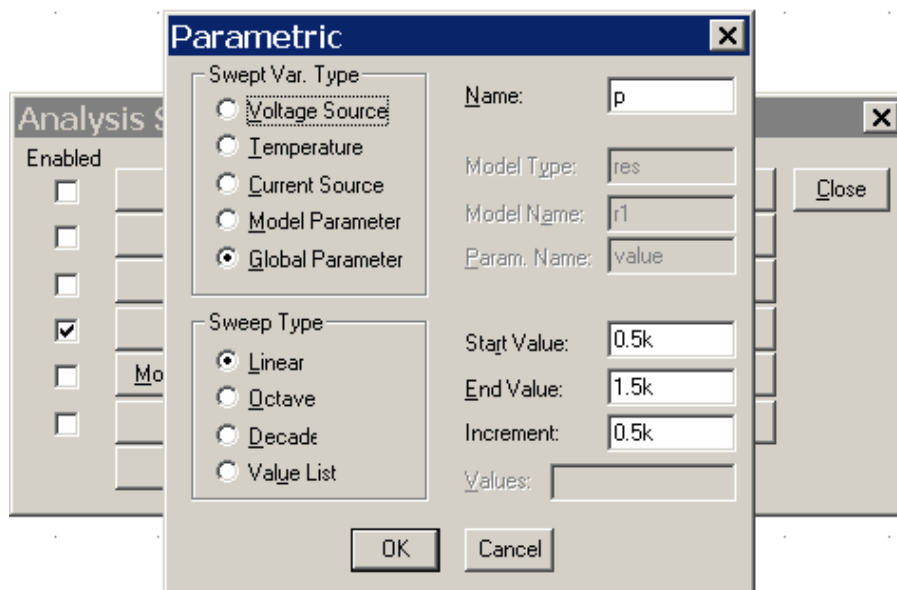 Parametric
Swept Var. Type
Voltage Source
Temperature
Current Source
Model Parameter
Global Parameter
Name: p
Model Type: res
Model Name: r1
Param. Name: value
Sweep Type
Linear
Octave
Decade
Value List
Start Value: 0.5k
End Value: 1.5k
Increment: 0.5k
Values:
OK
Cancel
Analysis S
Enabled
Close
Mo